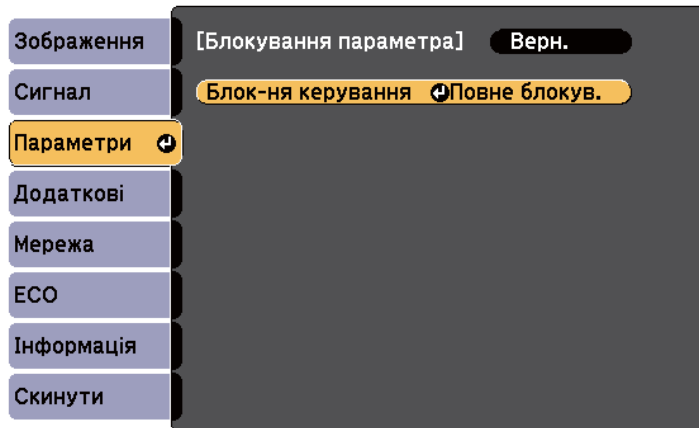 Зображення
Сигнал
Параметри
Додаткові
Мережа
ECO
Інформація
Скинути
[Блокування параметра] Верн.
Блок-ня керування Повне блокув.